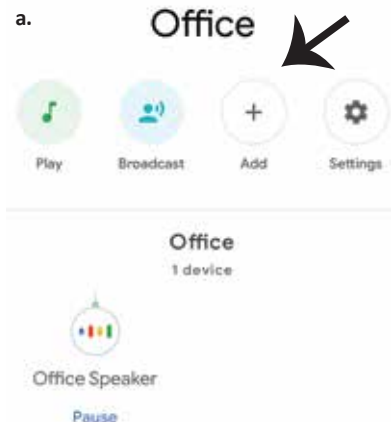 a.
Office
Play Broadcast Add Settings
Office
1 device
Office Speaker
Pause